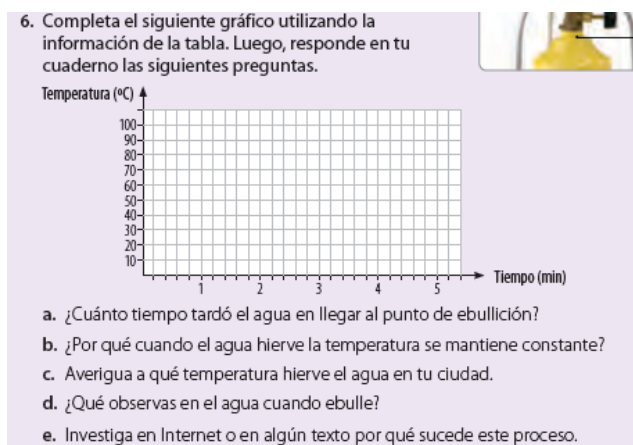 6. Completa el siguiente gráfico utilizando la
información de la tabla. Luego, responde en tu
cuaderno las siguientes preguntas.
Temperatura (ºC)
100
90
80
70
60
50
40
30
20
10
Tiempo (min)
1 2 3 4 5
a. ¿Cuánto tiempo tardó el agua en llegar al punto de ebullición?
b. ¿Por qué cuando el agua hierve la temperatura se mantiene constante?
c. Averigua a qué temperatura hierve el agua en tu ciudad.
d. ¿Qué observas en el agua cuando ebulle?
e. Investiga en Internet o en algún texto por qué sucede este proceso.